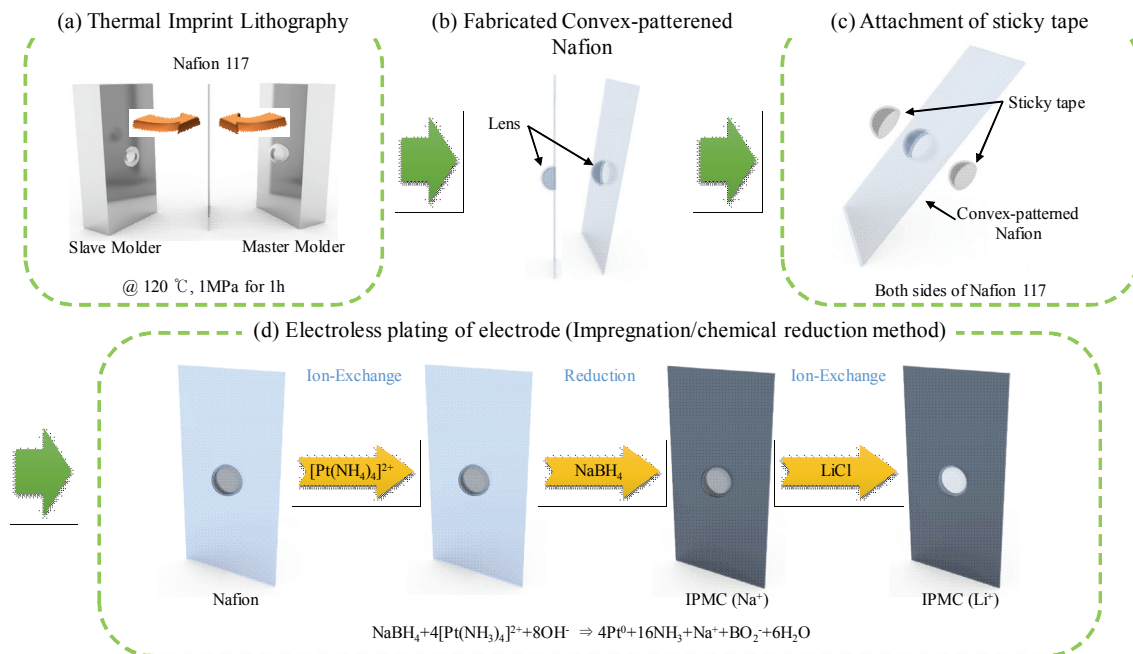 (a) Thermal Imprint Lithography
Nafion 117
Slave Molder
Master Molder
@ 120 ℃, 1MPa for 1h
(b) Fabricated Convex-patterened
Nafion
Lens
(c) Attachment of sticky tape
Sticky tape
Convex-patterned
Nafion
Both sides of Nafion 117
(d) Electroless plating of electrode (Impregnation/chemical reduction method)
Ion-Exchange
Reduction
Ion-Exchange
[Pt(NH₄)₄]²⁺
NaBH₄
LiCl
Nafion
IPMC (Na⁺)
IPMC (Li⁺)
NaBH₄+4[Pt(NH₃)₄]²⁺+8OH⁻ ⇒ 4Pt⁰+16NH₃+Na⁺+BO₂⁻+6H₂O